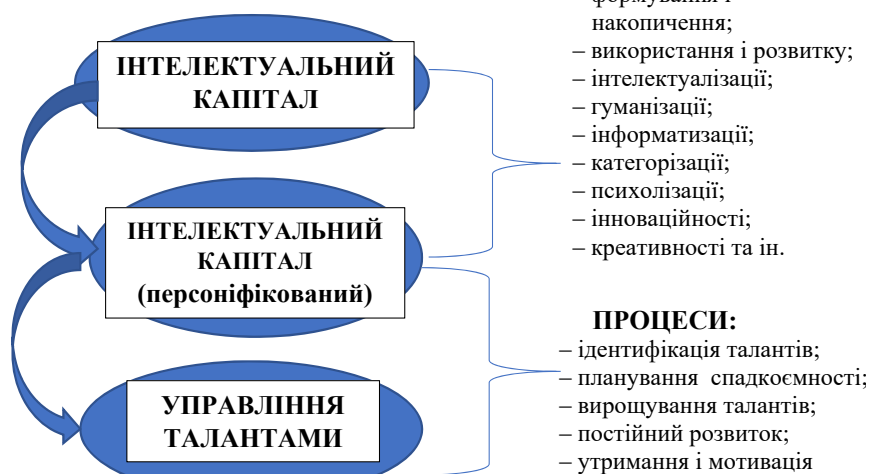 ІНТЕЛЕКТУАЛЬНИЙ
КАПІТАЛ
ІНТЕЛЕКТУАЛЬНИЙ
КАПІТАЛ
(персоніфікований)
УПРАВЛІННЯ
ТАЛАНТАМИ
накопичення;
– використання і розвитку;
– інтелектуалізації;
– гуманізації;
– інформатизації;
– категорізації;
– психолізації;
– інноваційності;
– креативності та ін.
ПРОЦЕСИ:
– ідентифікація талантів;
– планування спадкоємності;
– вирощування талантів;
– постійний розвиток;
– утримання і мотивація